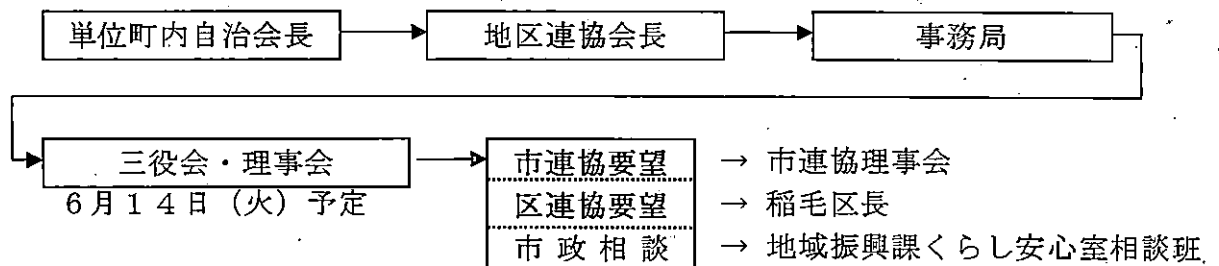 単位町内自治会長 → 地区連協会長 → 事務局
三役会・理事会 → 市連協要望 → 市連協理事会
6月14日（火）予定 区連協要望 → 稲毛区長
市政相談 → 地域振興課くらし安心室相談班